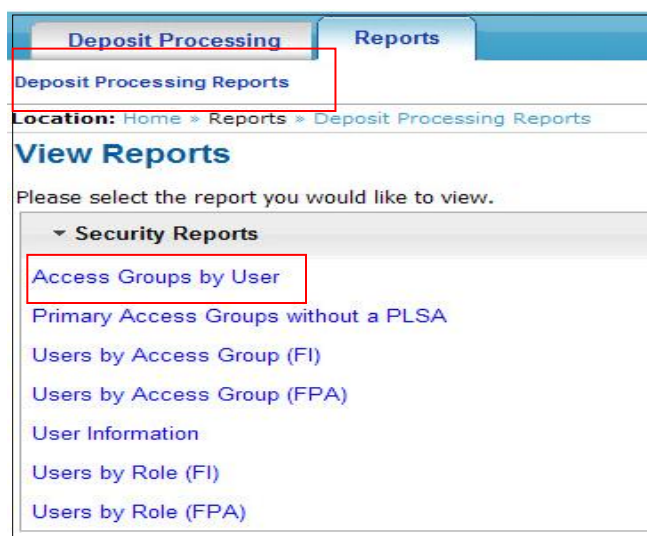 Deposit Processing Reports
Deposit Processing Reports
Location: Home » Reports » Deposit Processing Reports
View Reports
Please select the report you would like to view.
Security Reports
Access Groups by User
Primary Access Groups without a PLSA
Users by Access Group (FI)
Users by Access Group (FPA)
User Information
Users by Role (FI)
Users by Role (FPA)